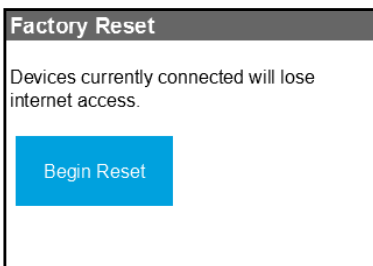 Factory Reset
Devices currently connected will lose
internet access.
Begin Reset